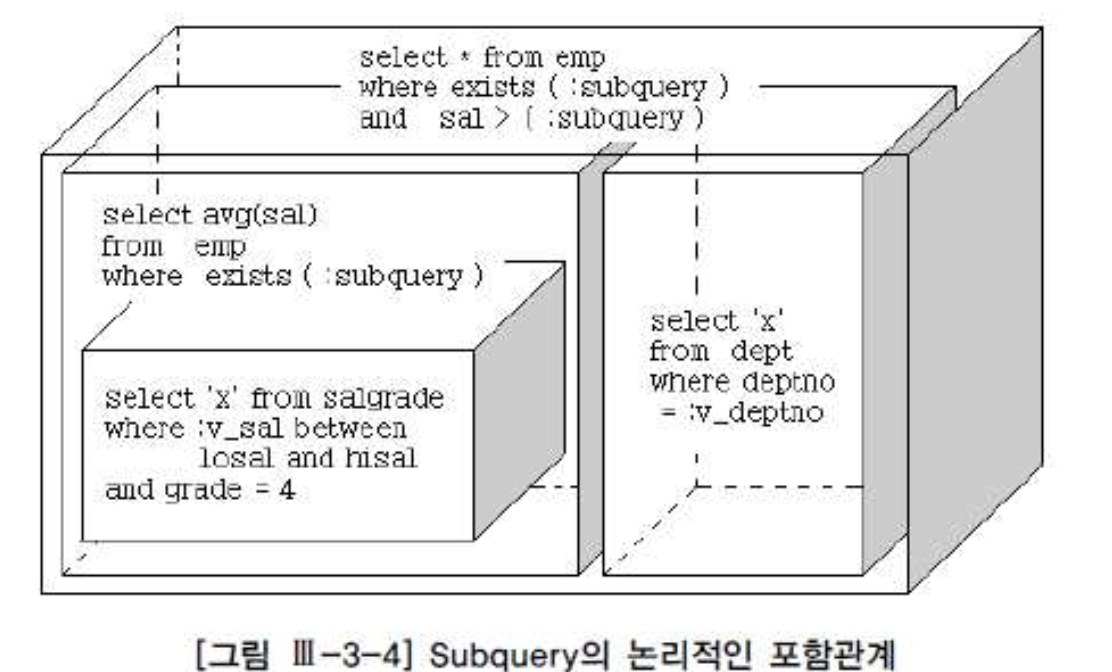 select * from emp
where exists ( :subquery )
and sal > ( :subquery )
select avg(sal)
from emp
where exists ( :subquery )
select 'x' from salgrade
where :v_sal between
losal and hisal
and grade = 4
select 'x'
from dept
where deptno
= :v_deptno
[그림 Ⅲ-3-4] Subquery의 논리적인 포함관계